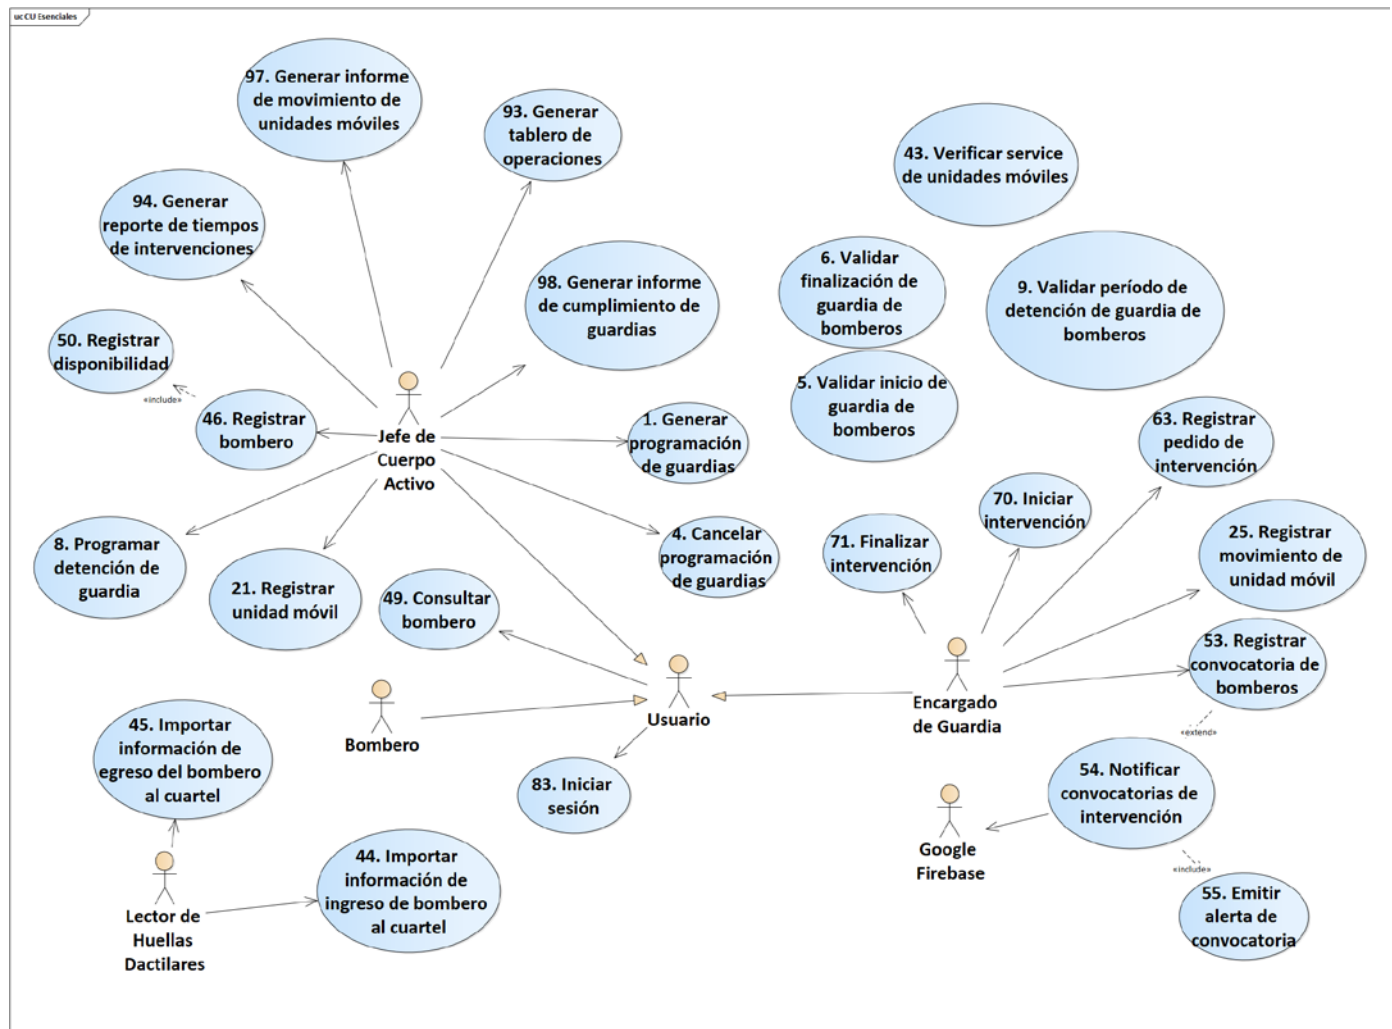 uc CU Esenciales
97. Generar informe
de movimiento de
unidades móviles
93. Generar
tablero de
operaciones
43. Verificar service
de unidades móviles
94. Generar
reporte de tiempos
de intervenciones
6. Validar
finalización de
guardia de
bomberos
9. Validar período de
detención de guardia de
bomberos
98. Generar informe
de cumplimiento de
guardias
50. Registrar
disponibilidad
«include»
46. Registrar
bombero
Jefe de
Cuerpo
Activo
5. Validar inicio de
guardia de
bomberos
1. Generar
programación
de guardias
63. Registrar
pedido de
intervención
70. Iniciar
intervención
8. Programar
detención de
guardia
21. Registrar
unidad móvil
49. Consultar
bombero
4. Cancelar
programación
de guardias
71. Finalizar
intervención
25. Registrar
movimiento de
unidad móvil
53. Registrar
convocatoria de
bomberos
Bombero
Usuario
Encargado
de Guardia
«extend»
45. Importar
información de
egreso del bombero
al cuartel
83. Iniciar
sesión
54. Notificar
convocatorias de
intervención
Google
Firebase
«include»
44. Importar
información de
ingreso de bombero
al cuartel
Lector de
Huellas
Dactilares
55. Emitir
alerta de
convocatoria